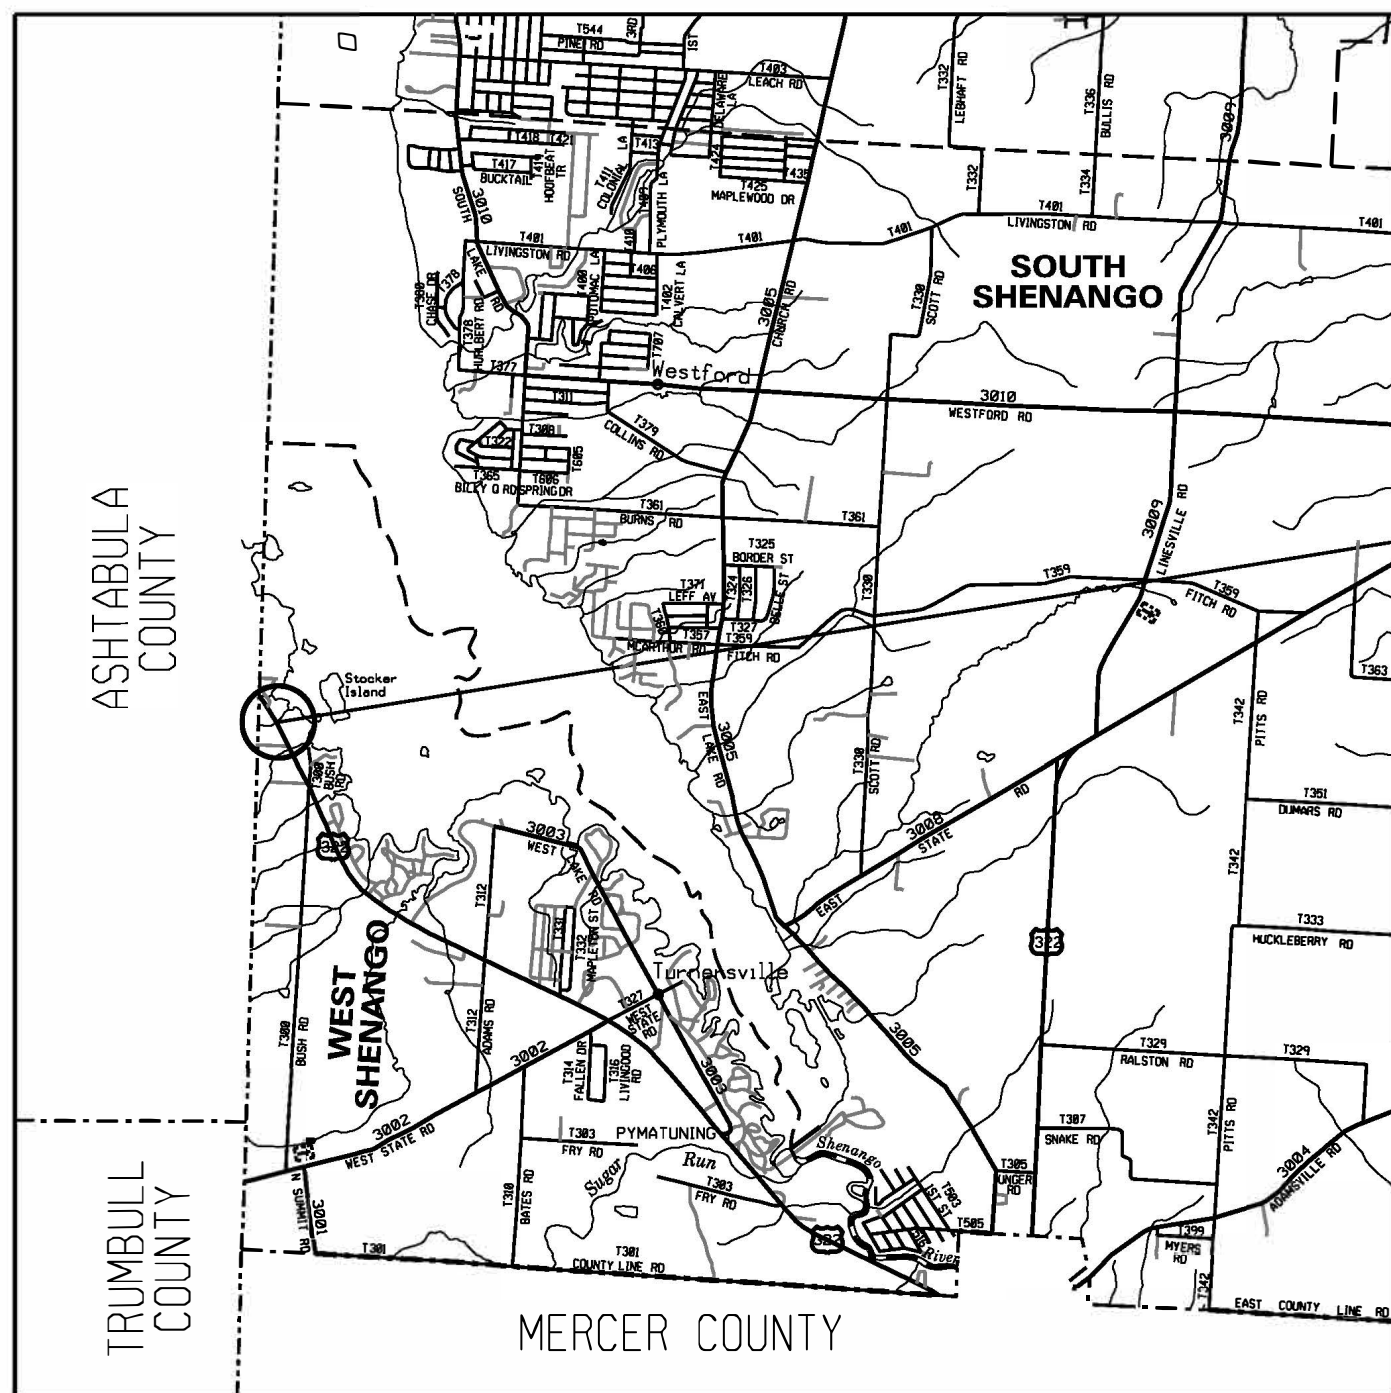 T544
PINE RD
3RD
1ST
T403
LEACH RD
DELAWARE
LA
T332
LEBHAFT RD
T336
BULLIS RD
3009
T418
T421
T417
BUCKTAIL
T419
HOOFBEAT
TR
T413
LA
T411
COLONIAL
T409
PLYMOUTH LA
T410
T424
T425
T435
MAPLEWOOD DR
T332
T334
3010
SOUTH
LAKE
RD
T401
LIVINGSTON RD
T401
T401
T401
LIVINGSTON RD
T401
SOUTH
SHENANGO
T380
CHASE DR
T378
T378
HURLBERT RD
T400
POTOMAC LA
T406
T402
CALVERT LA
3005
CHURCH RD
T330
SCOTT RD
T707
T377
Westford
T311
3010
WESTFORD RD
T379
COLLINS RD
T308
T322
T605
T365
T606
BILLY O RD
SPRING DR
T361
BURNS RD
T361
3009
LINESVILLE RD
ASHTABULA
COUNTY
T325
BORDER ST
T371
LEFF AV
T324
T326
BELLE ST
T360
T327
T357
T359
MCARTHUR RD
FITCH RD
T330
T359
T359
FITCH RD
T363
Stocker
Island
EAST
LAKE RD
3005
T342
PITTS RD
T300
BUSH
RD
T330
SCOTT RD
T351
DUMARS RD
322
3003
WEST
LAKE
RD
3008
EAST
STATE
RD
T342
T312
T331
T332
MAPLETON ST
T333
HUCKLEBERRY RD
322
WEST
SHENANGO
Turnersville
T327
WEST
STATE
RD
T312
ADAMS RD
T300
BUSH RD
3002
T314
FALLEN DR
T316
LIVINGOOD
RD
3003
3005
T329
RALSTON RD
T329
3002
WEST STATE RD
T303
FRY RD
PYMATUNING
Shenango
T307
SNAKE RD
T342
PITTS RD
3004
ADAMSVILLE RD
TRUMBULL
COUNTY
N SUMMIT RD
3001
T310
BATES RD
Sugar
Run
T303
FRY RD
T503
1ST ST
T305
UNGER
RD
T505
T516
322
River
T399
MYERS
RD
T301
T301
COUNTY LINE RD
T342
EAST COUNTY LINE RD
MERCER COUNTY